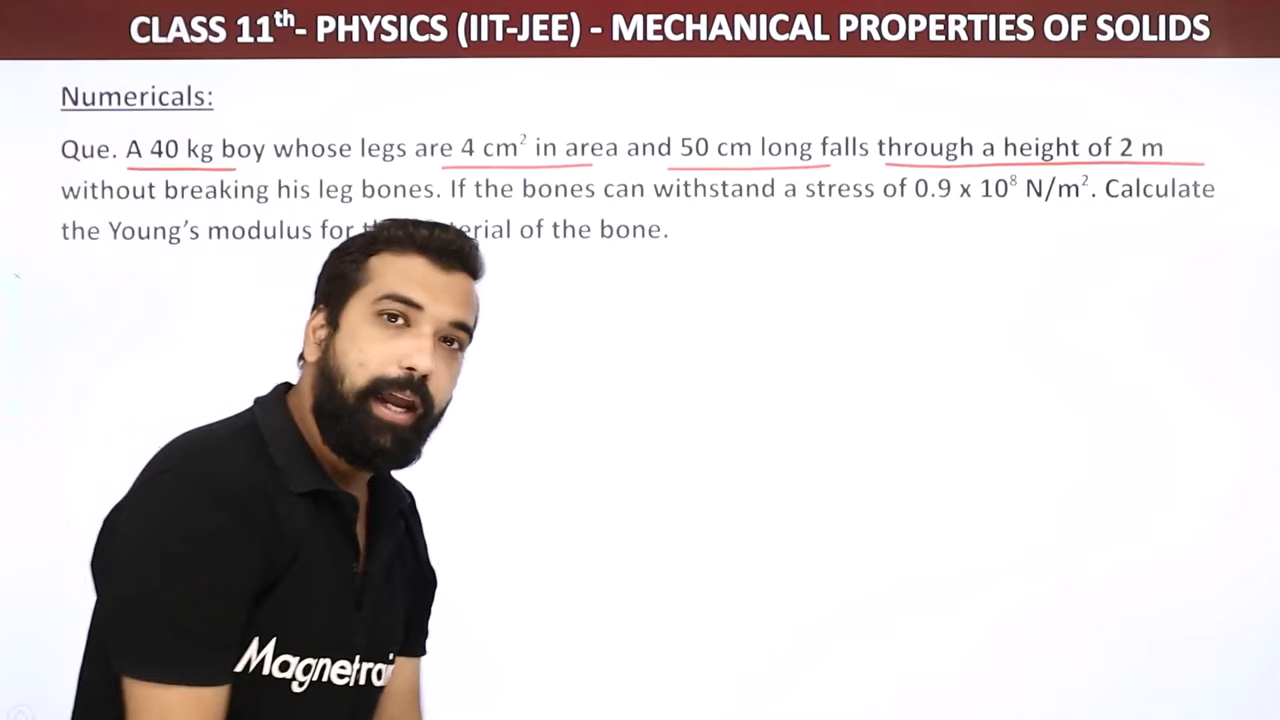 CLASS 11th- PHYSICS (IIT-JEE) - MECHANICAL PROPERTIES OF SOLIDS
Numericals:
Que. A 40 kg boy whose legs are 4 cm² in area and 50 cm long falls through a height of 2 m
without breaking his leg bones. If the bones can withstand a stress of 0.9 x 10⁸ N/m². Calculate
the Young's modulus for of the bone.